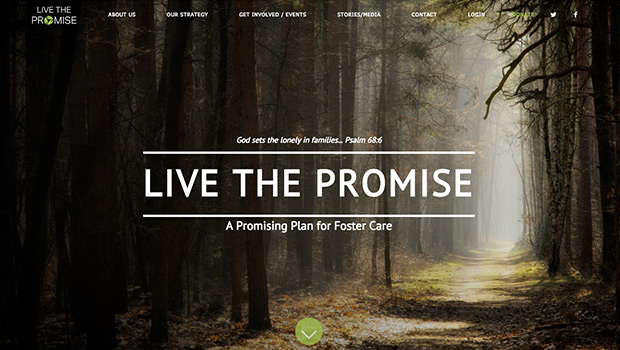 LIVE THE
PROMISE
ABOUT US
OUR STRATEGY
GET INVOLVED / EVENTS
STORIES/MEDIA
CONTACT
LOGIN
DONATE
God sets the lonely in families... Psalm 68:6
LIVE THE PROMISE
A Promising Plan for Foster Care